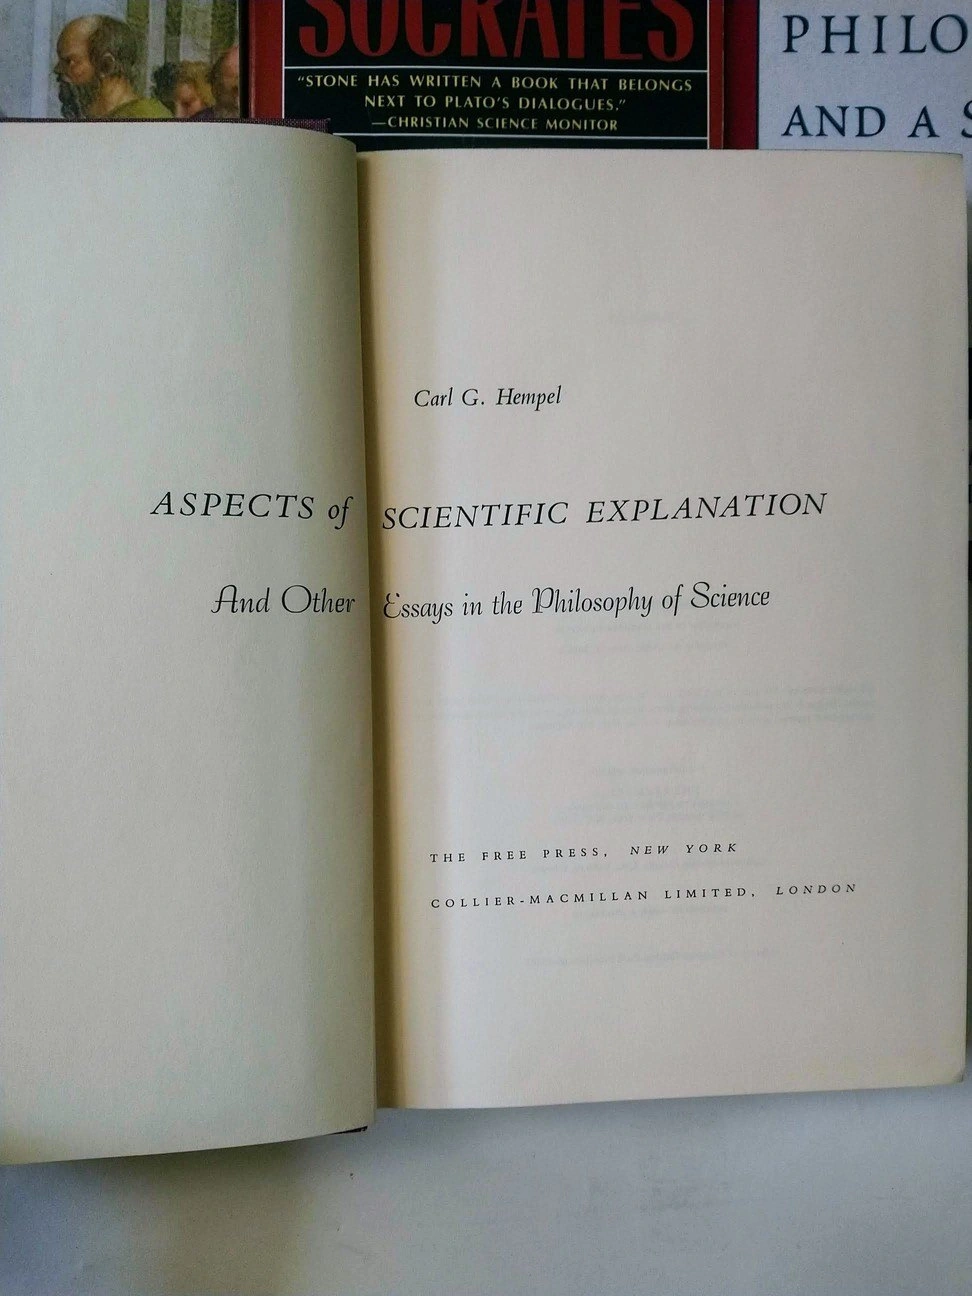 SOCRATES
“STONE HAS WRITTEN A BOOK THAT BELONGS
NEXT TO PLATO’S DIALOGUES.”
—CHRISTIAN SCIENCE MONITOR
PHILO
AND A S
Carl G. Hempel
ASPECTS of SCIENTIFIC EXPLANATION
And Other Essays in the Philosophy of Science
THE FREE PRESS, NEW YORK
COLLIER-MACMILLAN LIMITED, LONDON